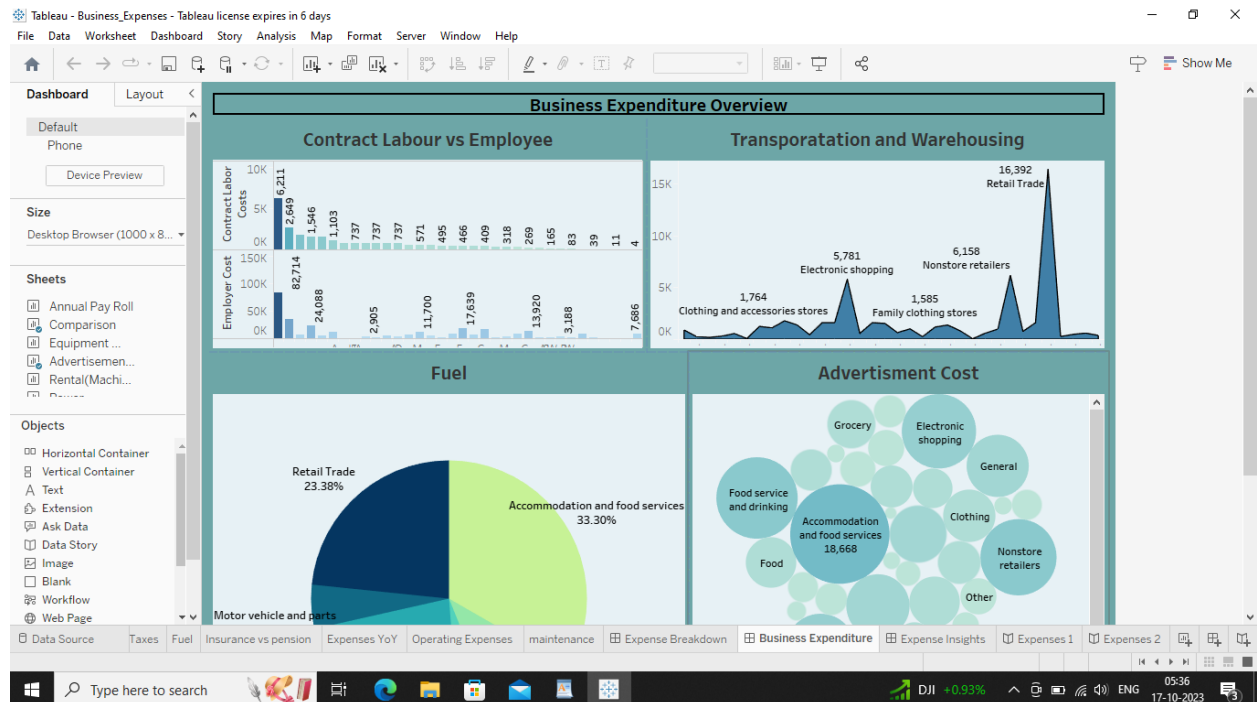 Tableau - Business_Expenses - Tableau license expires in 6 days
File Data Worksheet Dashboard Story Analysis Map Format Server Window Help
Show Me
Dashboard Layout
Default
Phone
Device Preview
Size
Desktop Browser (1000 x 8...
Sheets
Annual Pay Roll
Comparison
Equipment ...
Advertisemen...
Rental(Machi...
Objects
Horizontal Container
Vertical Container
A Text
Extension
Ask Data
Data Story
Image
Blank
Workflow
Web Page
Business Expenditure Overview
Contract Labour vs Employee
Contract Labor
Costs
10K
5K
0K
6,211
2,649
1,546
1,103
737
737
737
571
495
466
409
318
269
165
83
39
11
4
Employer Cost
150K
100K
50K
0K
82,714
24,088
2,905
11,700
17,639
13,920
3,188
7,686
Transporatation and Warehousing
15K
10K
5K
0K
16,392
Retail Trade
5,781
Electronic shopping
6,158
Nonstore retailers
1,764
Clothing and accessories stores
1,585
Family clothing stores
Fuel
Retail Trade
23.38%
Accommodation and food services
33.30%
Motor vehicle and parts
Advertisment Cost
Grocery
Electronic
shopping
General
Food service
and drinking
Accommodation
and food services
18,668
Clothing
Nonstore
retailers
Food
Other
Data Source Taxes Fuel Insurance vs pension Expenses YoY Operating Expenses maintenance Expense Breakdown Business Expenditure Expense Insights Expenses 1 Expenses 2
Type here to search
DJI +0.93%
ENG
05:36
17-10-2023
3